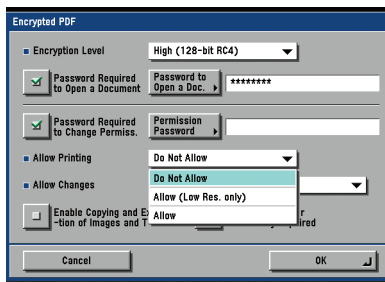 Encrypted PDF
Encryption Level
High (128-bit RC4)
Password Required
to Open a Document
Password to
Open a Doc.
********
Password Required
to Change Permiss.
Permission
Password
Allow Printing
Do Not Allow
Do Not Allow
Allow (Low Res. only)
Allow
Allow Changes
Enable Copying and Ex
-tion of Images and T
r
ired
Cancel
OK